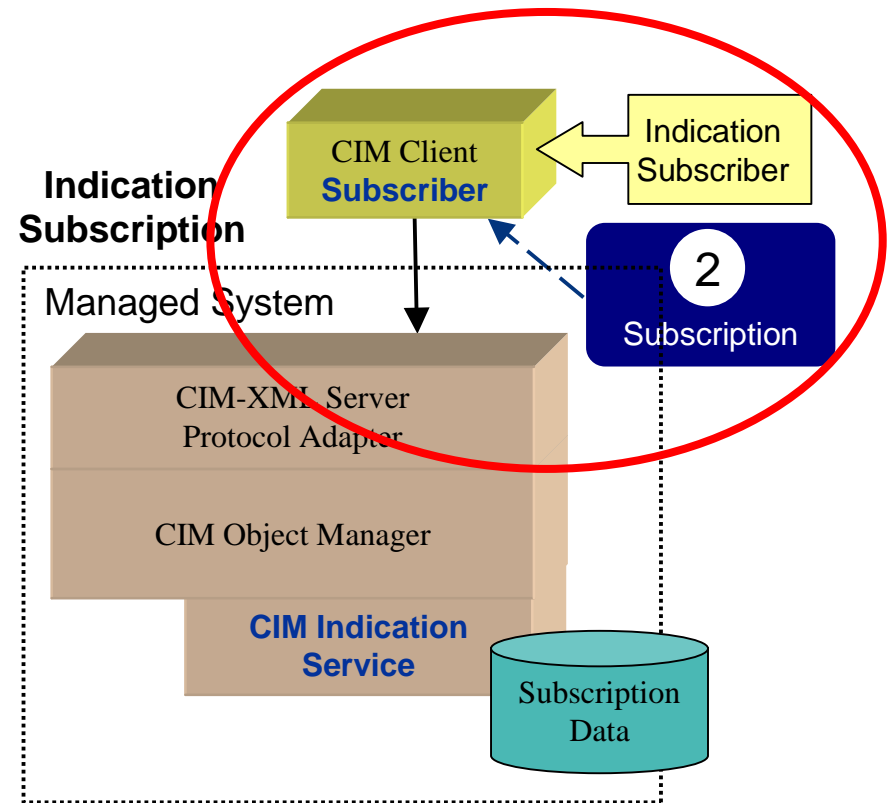 CIM Client
Subscriber
Indication
Subscriber
Indication
Subscription
2
Subscription
Managed System
CIM-XML Server
Protocol Adapter
CIM Object Manager
CIM Indication
Service
Subscription
Data